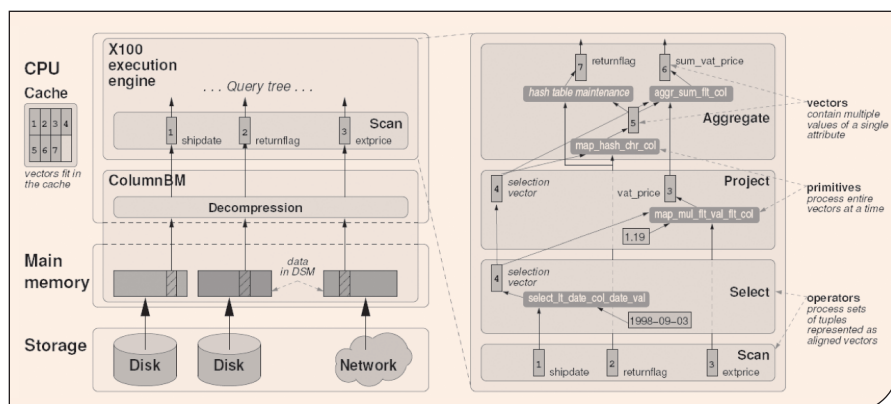 CPU
Cache
1 2 3 4
5 6 7
vectors fit in
the cache
X100
execution
engine
. . . Query tree . . .
Scan
1 shipdate
2 returnflag
3 extprice
ColumnBM
Decompression
Main
memory
data
in DSM
Storage
Disk
Disk
Network
7 returnflag
6 sum_vat_price
hash table maintenance
aggr_sum_flt_col
5
Aggregate
map_hash_chr_col
4 selection
vector
vat_price 3
Project
map_mul_flt_val_flt_col
1.19
selection
vector
4
select_lt_date_col_date_val
Select
1998-09-03
Scan
1 shipdate
2 returnflag
3 extprice
vectors
contain multiple
values of a single
attribute
primitives
process entire
vectors at a time
operators
process sets
of tuples
represented as
aligned vectors